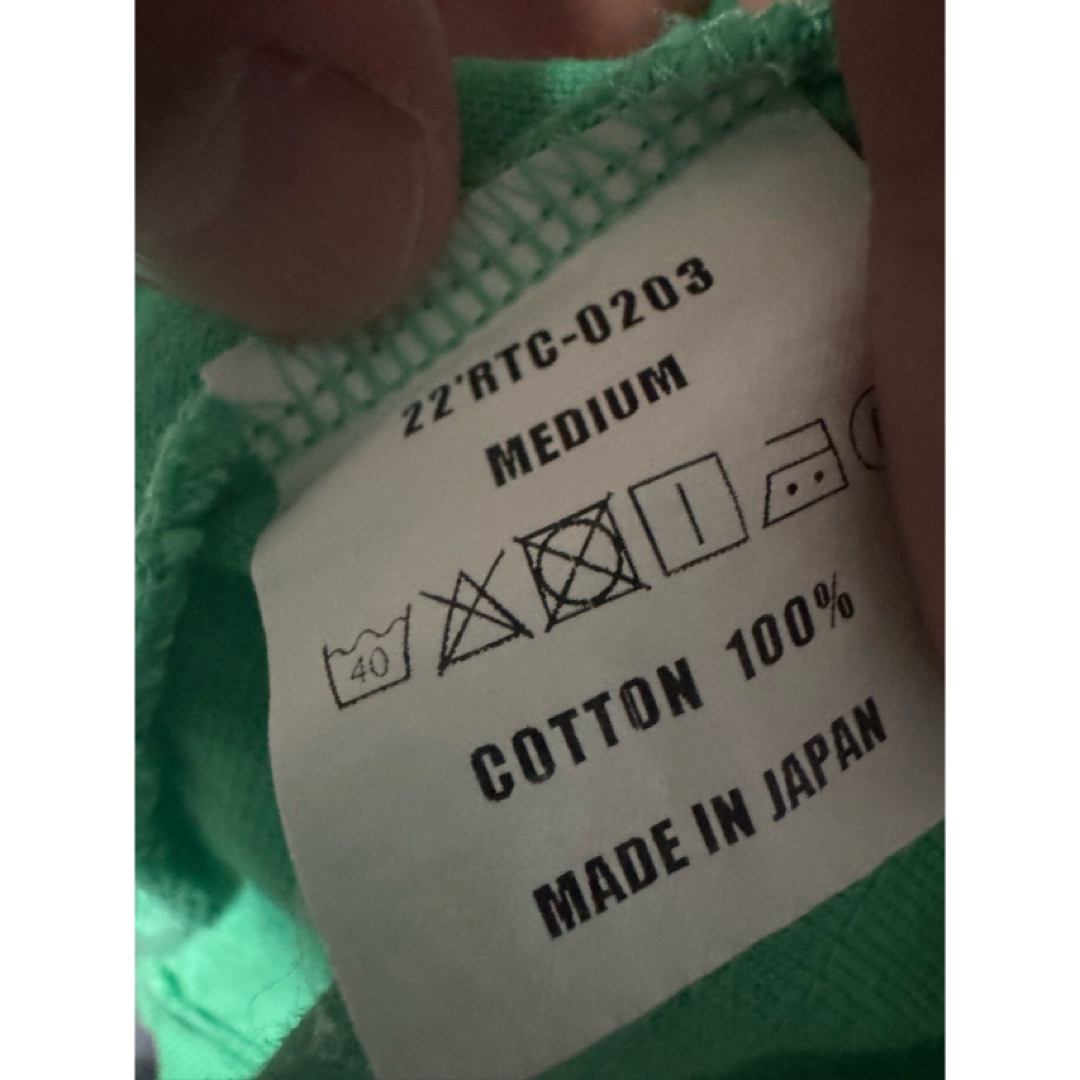 22'RTC-0203
MEDIUM
40
COTTON 100%
MADE IN JAPAN